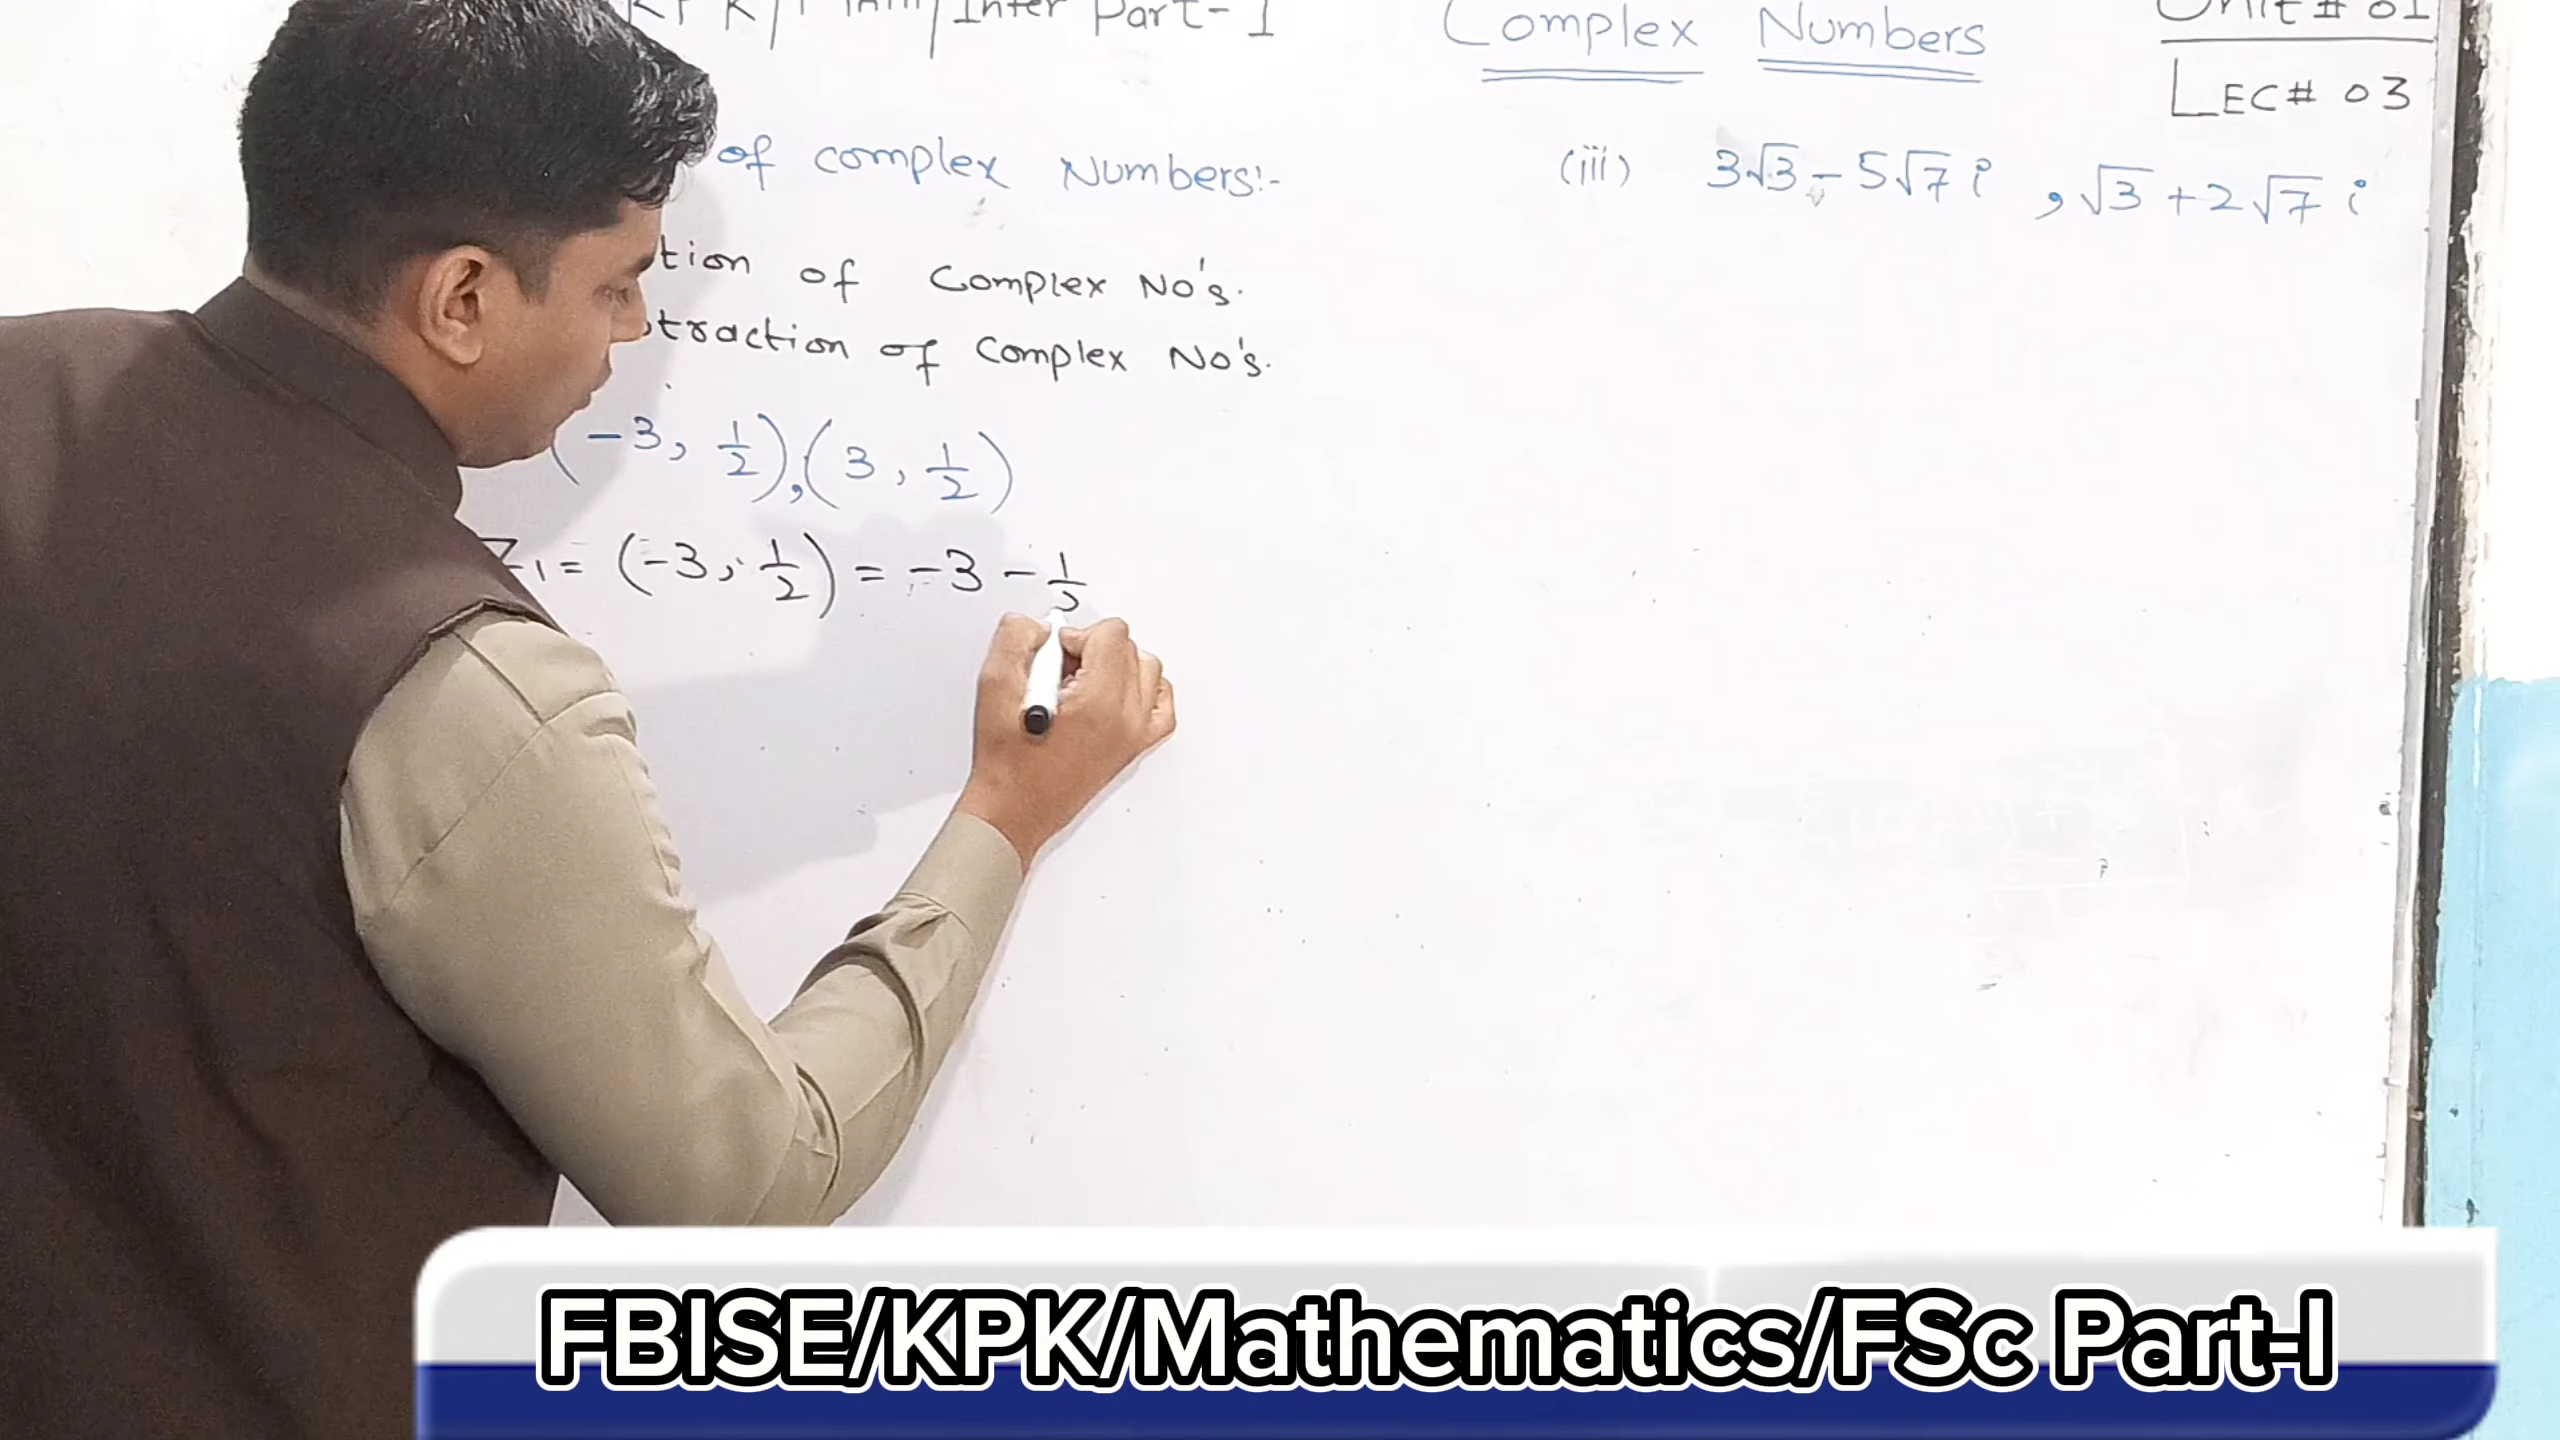 Inter Part-I
Complex Numbers
Unit # 01
LEC# 03
of complex Numbers:-
(iii) 3√3 - 5√7 i , √3 + 2√7 i
tion of Complex No's.
traction of Complex No's.
(-3, 1/2), (3, 1/2)
Z1 = (-3, 1/2) = -3 - 1/2
FBISE/KPK/Mathematics/FSc Part-I